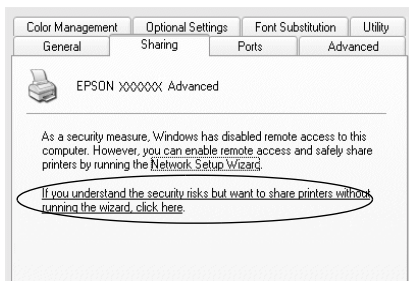 Color Management Optional Settings Font Substitution Utility
General Sharing Ports Advanced
EPSON XXXXXX Advanced
As a security measure, Windows has disabled remote access to this
computer. However, you can enable remote access and safely share
printers by running the Network Setup Wizard.
If you understand the security risks but want to share printers without
running the wizard, click here.